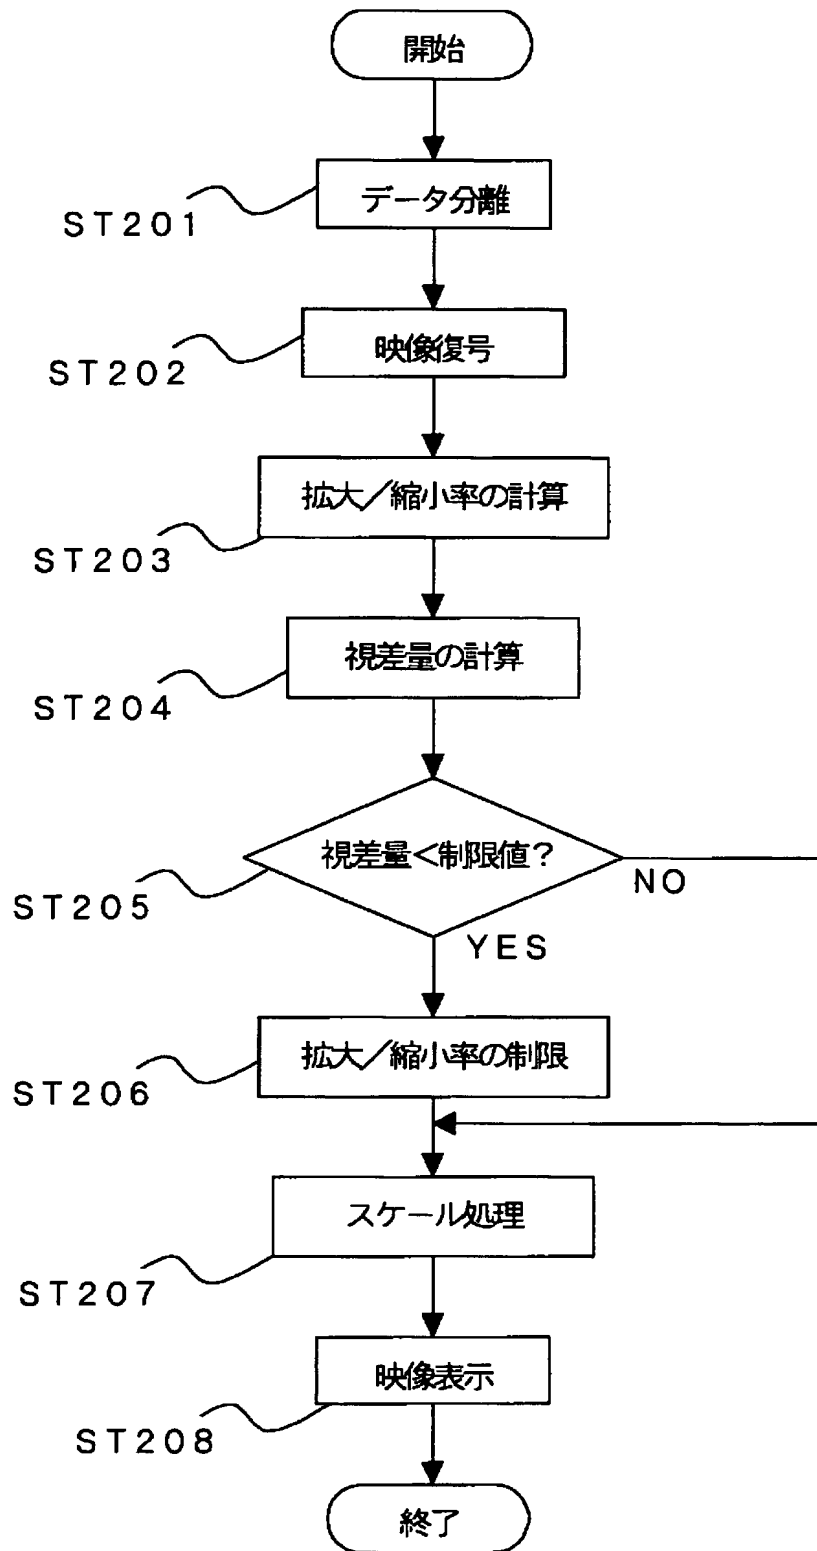 開始
データ分離
ST201
映像復号
ST202
拡大／縮小率の計算
ST203
視差量の計算
ST204
視差量＜制限値？
ST205
NO
YES
拡大／縮小率の制限
ST206
スケール処理
ST207
映像表示
ST208
終了